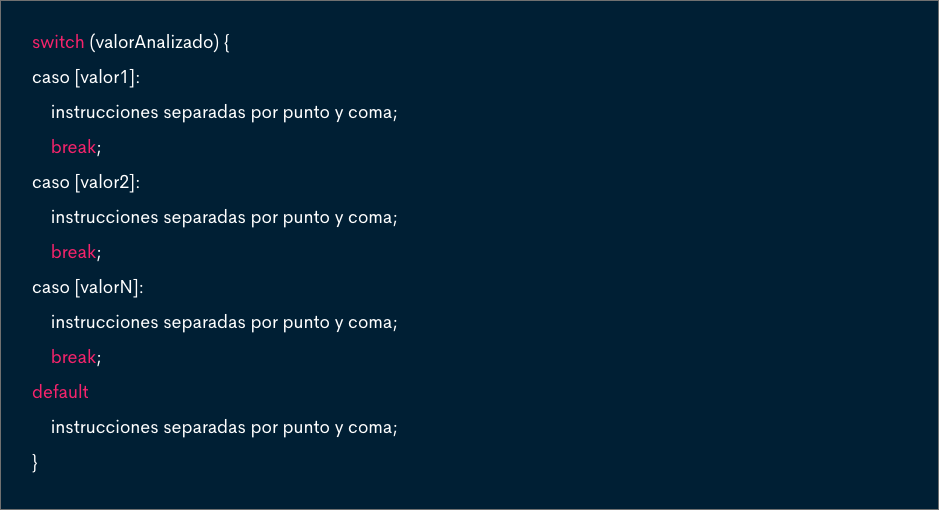 switch (valorAnalizado) {
caso [valor1]:
instrucciones separadas por punto y coma;
break;
caso [valor2]:
instrucciones separadas por punto y coma;
break;
caso [valorN]:
instrucciones separadas por punto y coma;
break;
default
instrucciones separadas por punto y coma;
}